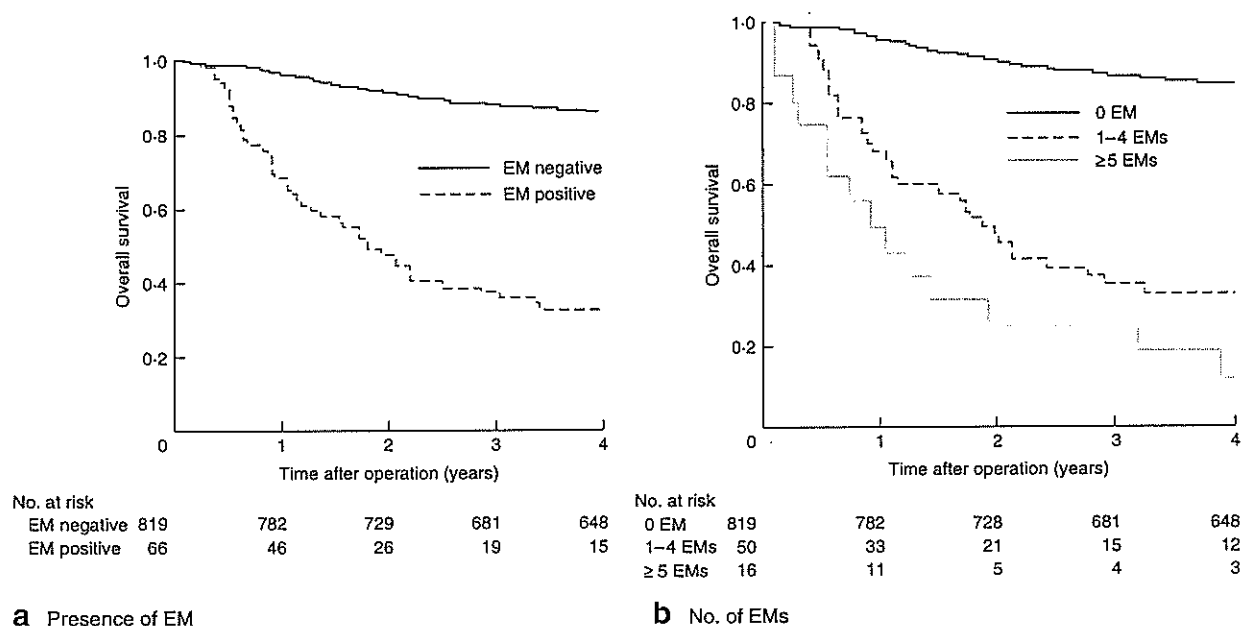 1·0
0·8
0·6
0·4
0·2
0
1
2
3
4
Overall survival
Time after operation (years)
EM negative
EM positive
No. at risk
EM negative 819 782 729 681 648
EM positive 66 46 26 19 15
a Presence of EM
1·0
0·8
0·6
0·4
0·2
0
1
2
3
4
Overall survival
Time after operation (years)
0 EM
1–4 EMs
≥5 EMs
No. at risk
0 EM 819 782 728 681 648
1–4 EMs 50 33 21 15 12
≥ 5 EMs 16 11 5 4 3
b No. of EMs